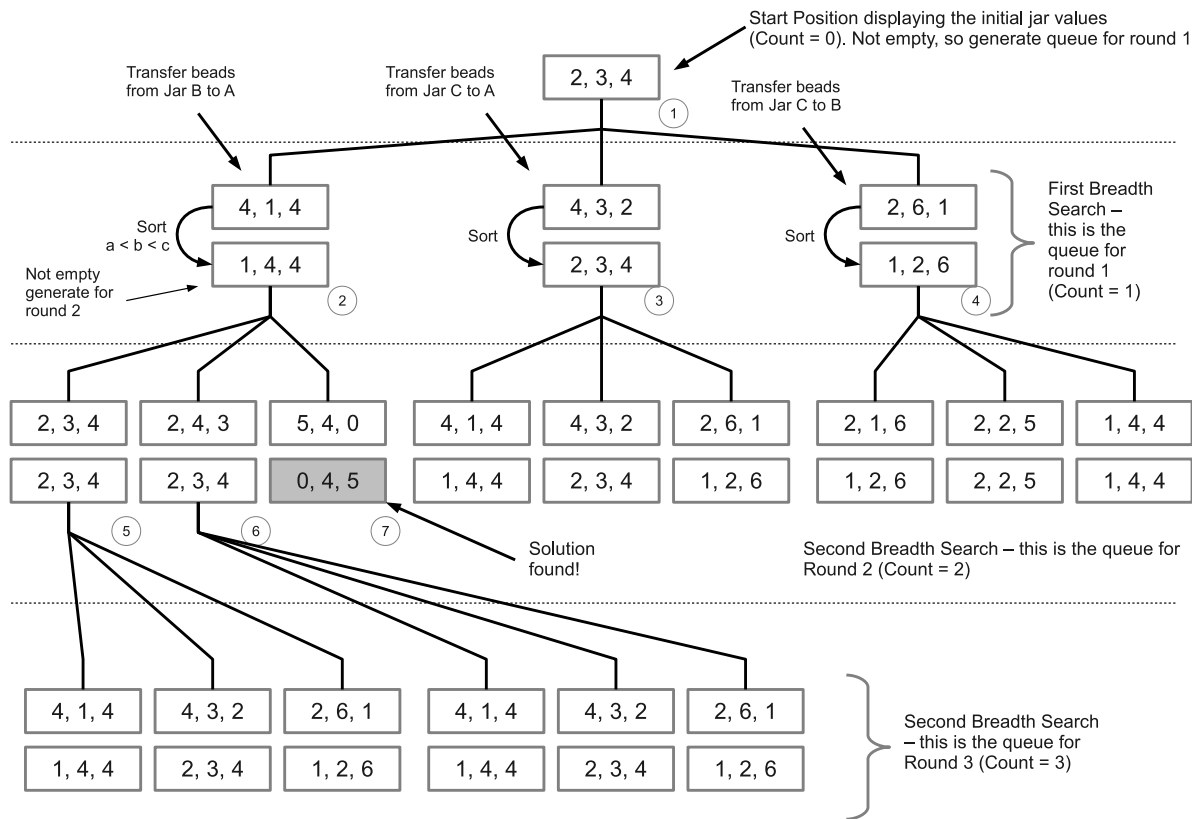 Start Position displaying the initial jar values
(Count = 0). Not empty, so generate queue for round 1
Transfer beads
from Jar B to A
Transfer beads
from Jar C to A
2, 3, 4
Transfer beads
from Jar C to B
1
4, 1, 4
4, 3, 2
2, 6, 1
Sort
a < b < c
Sort
Sort
1, 4, 4
2, 3, 4
1, 2, 6
First Breadth
Search –
this is the
queue for
round 1
(Count = 1)
Not empty
generate for
round 2
2
3
4
2, 3, 4
2, 4, 3
5, 4, 0
4, 1, 4
4, 3, 2
2, 6, 1
2, 1, 6
2, 2, 5
1, 4, 4
2, 3, 4
2, 3, 4
0, 4, 5
1, 4, 4
2, 3, 4
1, 2, 6
1, 2, 6
2, 2, 5
1, 4, 4
5
6
7
Solution
found!
Second Breadth Search – this is the queue for
Round 2 (Count = 2)
4, 1, 4
4, 3, 2
2, 6, 1
4, 1, 4
4, 3, 2
2, 6, 1
1, 4, 4
2, 3, 4
1, 2, 6
1, 4, 4
2, 3, 4
1, 2, 6
Second Breadth Search
– this is the queue for
Round 3 (Count = 3)